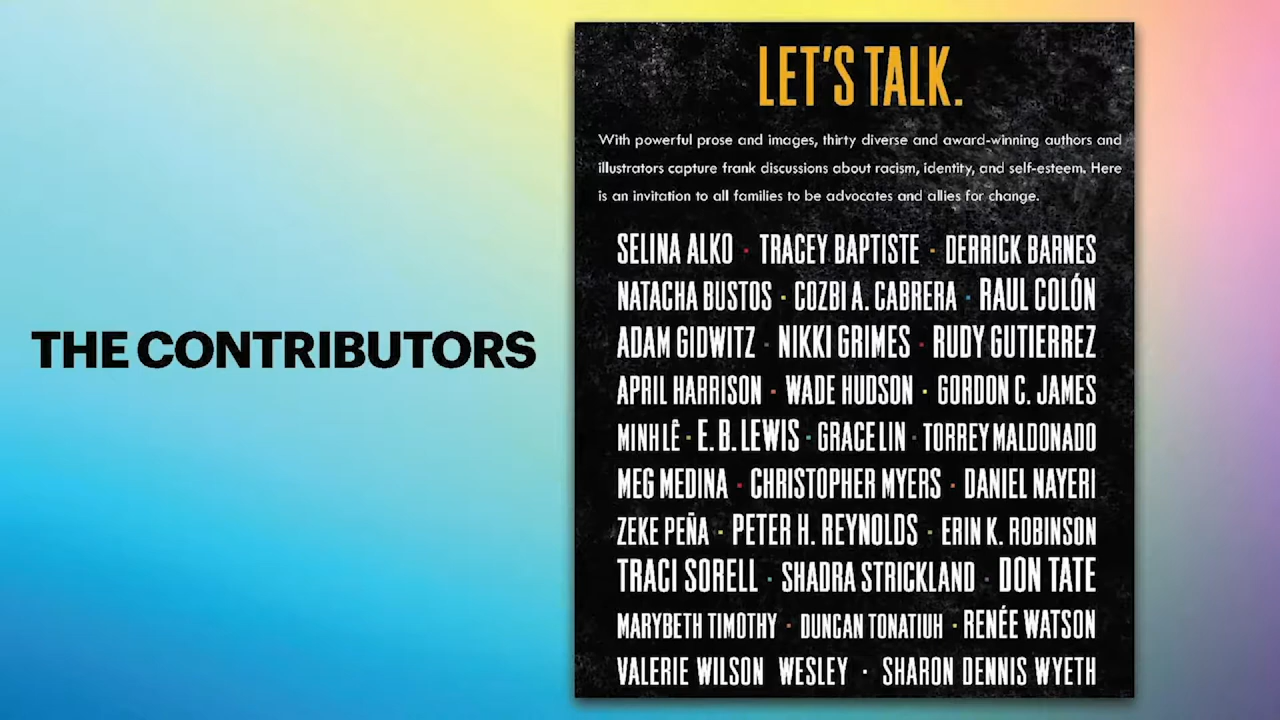 THE CONTRIBUTORS
LET'S TALK.
With powerful prose and images, thirty diverse and award-winning authors and
illustrators capture frank discussions about racism, identity, and self-esteem. Here
is an invitation to all families to be advocates and allies for change.
SELINA ALKO · TRACEY BAPTISTE · DERRICK BARNES
NATACHA BUSTOS · COZBI A. CABRERA · RAUL COLÓN
ADAM GIDWITZ · NIKKI GRIMES · RUDY GUTIERREZ
APRIL HARRISON · WADE HUDSON · GORDON C. JAMES
MINH LÊ · E. B. LEWIS · GRACE LIN · TORREY MALDONADO
MEG MEDINA · CHRISTOPHER MYERS · DANIEL NAYERI
ZEKE PEÑA · PETER H. REYNOLDS · ERIN K. ROBINSON
TRACI SORELL · SHADRA STRICKLAND · DON TATE
MARYBETH TIMOTHY · DUNCAN TONATIUH · RENÉE WATSON
VALERIE WILSON WESLEY · SHARON DENNIS WYETH